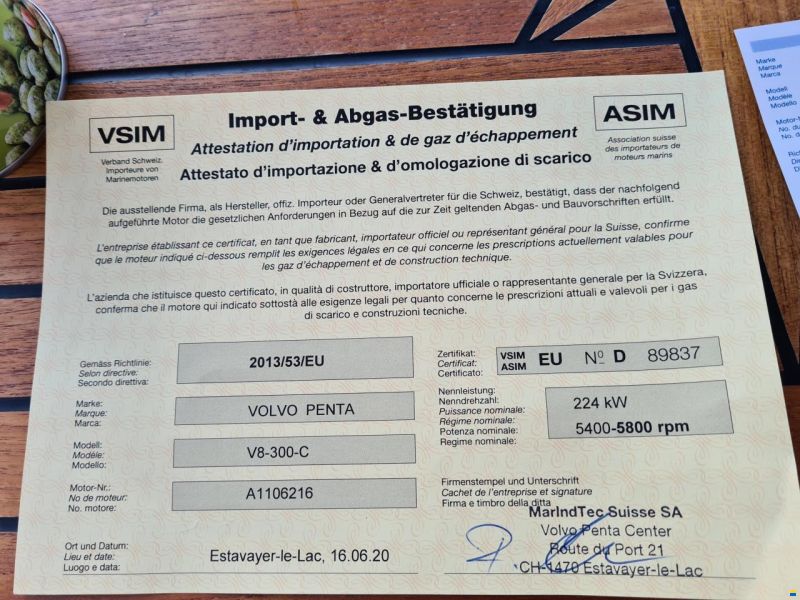 VSIM
Verband Schweiz.
Importeure von
Marinemotoren
Import- & Abgas-Bestätigung
Attestation d'importation & de gaz d'échappement
Attestato d'importazione & d'omologazione di scarico
ASIM
Association suisse
des importateurs de
moteurs marins
Die ausstellende Firma, als Hersteller, offiz. Importeur oder Generalvertreter für die Schweiz, bestätigt, dass der nachfolgend
aufgeführte Motor die gesetzlichen Anforderungen in Bezug auf die zur Zeit geltenden Abgas- und Bauvorschriften erfüllt.
L'entreprise établissant ce certificat, en tant que fabricant, importateur officiel ou représentant général pour la Suisse, confirme
que le moteur indiqué ci-dessous remplit les exigences légales en ce qui concerne les prescriptions actuellement valables pour
les gaz d'échappement et de construction technique.
L'azienda che istituisce questo certificato, in qualità di costruttore, importatore ufficiale o rappresentante generale per la Svizzera,
conferma che il motore qui indicato sottostà alle esigenze legali per quanto concerne le prescrizioni attuali e valevoli per i gas
di scarico e construzioni tecniche.
Gemäss Richtlinie:
Selon directive:
Secondo direttiva:
2013/53/EU
Marke:
Marque:
Marca:
VOLVO PENTA
Modell:
Modèle:
Modello:
V8-300-C
Motor-Nr.:
No de moteur:
No. motore:
A1106216
Ort und Datum:
Lieu et date:
Luogo e data:
Estavayer-le-Lac, 16.06.20
Zertifikat:
Certificat:
Certificato:
VSIM
ASIM
EU No D 89837
Nennleistung:
Nenndrehzahl:
Puissance nominale:
Régime nominale:
Potenza nominale:
Regime nominale:
224 kW
5400-5800 rpm
Firmenstempel und Unterschrift
Cachet de l'entreprise et signature
Firma e timbro della ditta
MarIndTec Suisse SA
Volvo Penta Center
Route du Port 21
CH-1470 Estavayer-le-Lac
Marke
Marque
Marca
Modell
Modèle
Modello